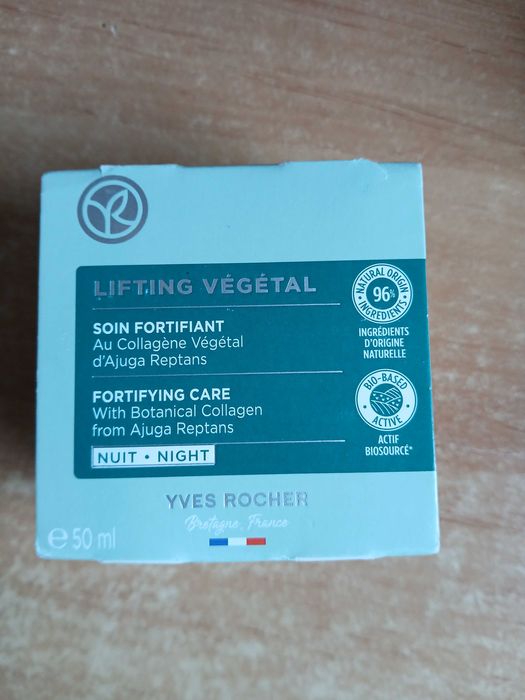 LIFTING VÉGÉTAL
SOIN FORTIFIANT
Au Collagène Végétal
d'Ajuga Reptans
FORTIFYING CARE
With Botanical Collagen
from Ajuga Reptans
NUIT • NIGHT
NATURAL ORIGIN
96%
INGREDIENTS
INGRÉDIENTS
D'ORIGINE
NATURELLE
BIO-BASED
ACTIVE
ACTIF
BIOSOURCÉ*
YVES ROCHER
Bretagne, France
e 50 ml